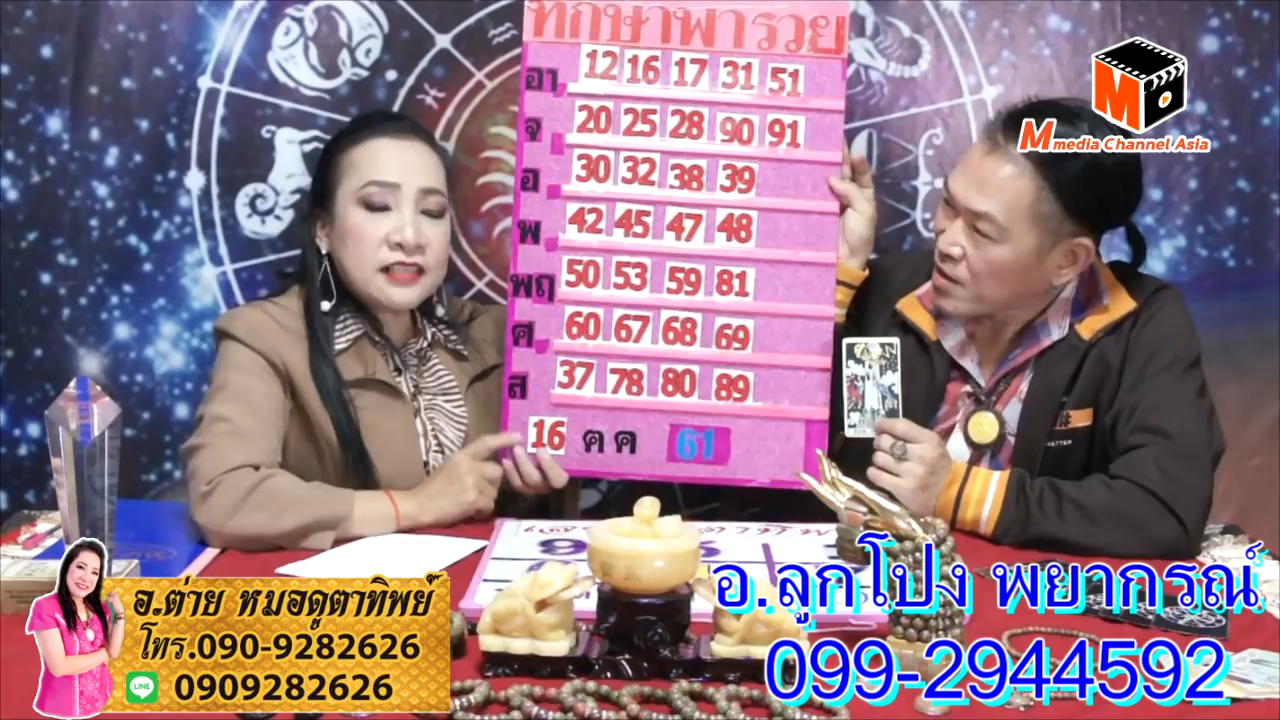 ทักษาพารวย
อา. 12 16 17 31 51
จ. 20 25 28 90 91
อ. 30 32 38 39
พ. 42 45 47 48
พฤ. 50 53 59 81
ศ. 60 67 68 69
ส 37 78 80 89
16 ฅ ฅ 61
M
Mmedia Channel Asia
อ.ต่าย หมอดูตาทิพย์
โทร.090-9282626
LINE 0909282626
อ.ลูกโป่ง พยากรณ์
099-2944592